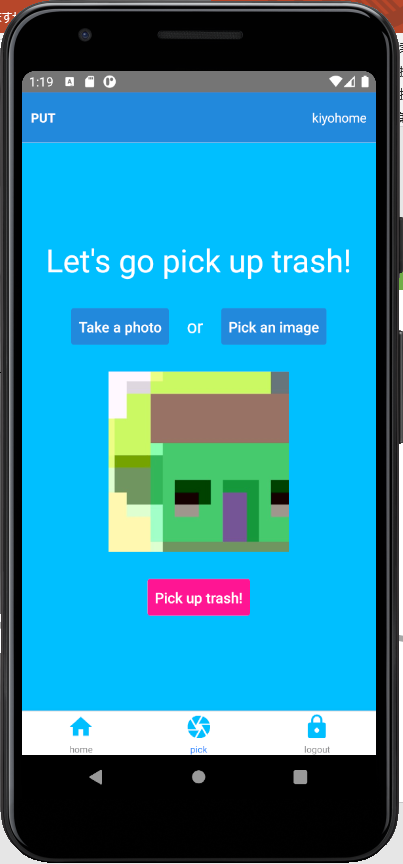 1:19
PUT kiyohome
Let's go pick up trash!
Take a photo or Pick an image
Pick up trash!
home pick logout